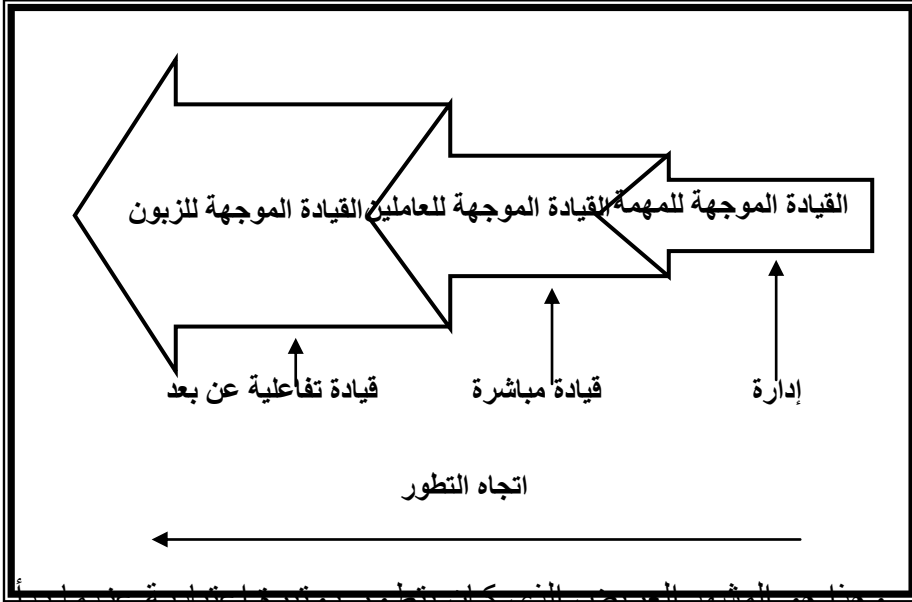 القيادة الموجهة للمهمة القيادة الموجهة للعاملين القيادة الموجهة للزبون
إدارة قيادة مباشرة قيادة تفاعلية عن بعد
اتجاه التطور